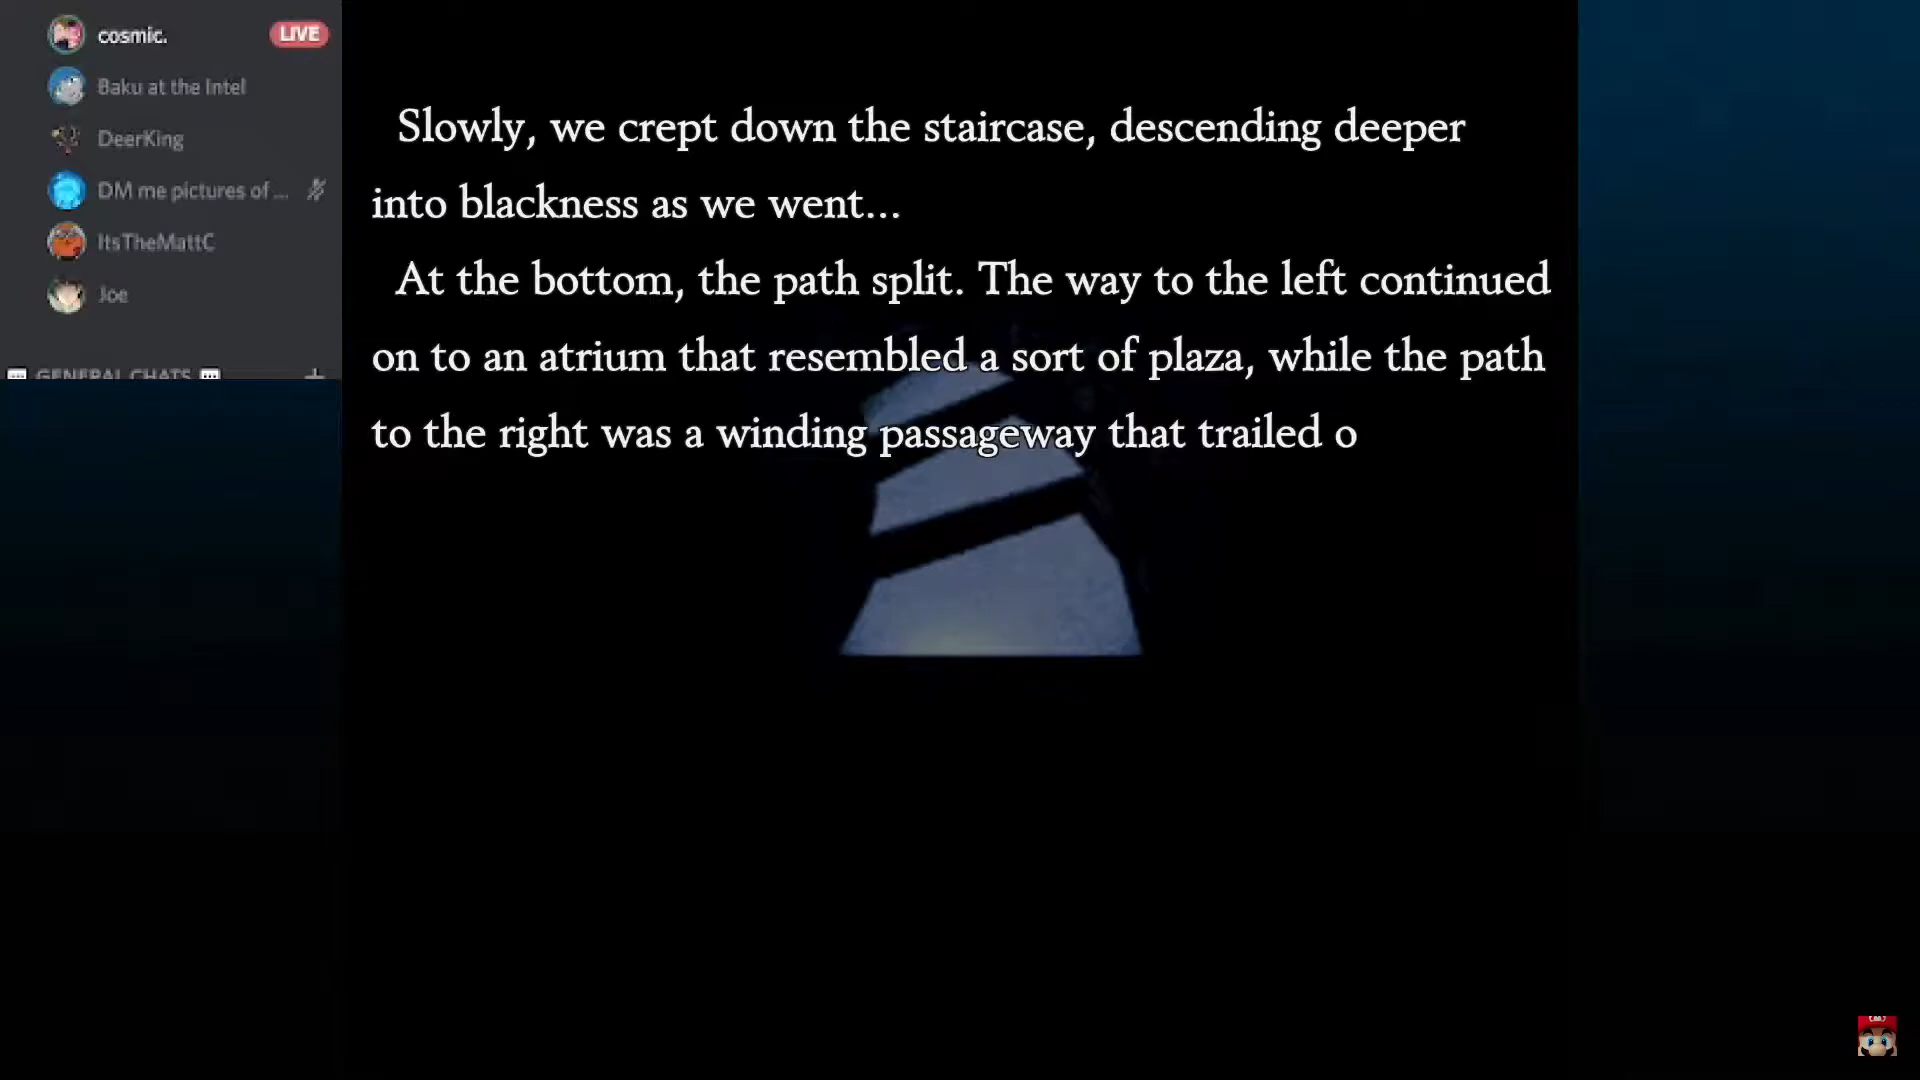 cosmic.
LIVE
Baku at the Intel
DeerKing
DM me pictures of ...
ItsTheMattC
Joe
GENERAL CHATS
Slowly, we crept down the staircase, descending deeper
into blackness as we went...
At the bottom, the path split. The way to the left continued
on to an atrium that resembled a sort of plaza, while the path
to the right was a winding passageway that trailed o